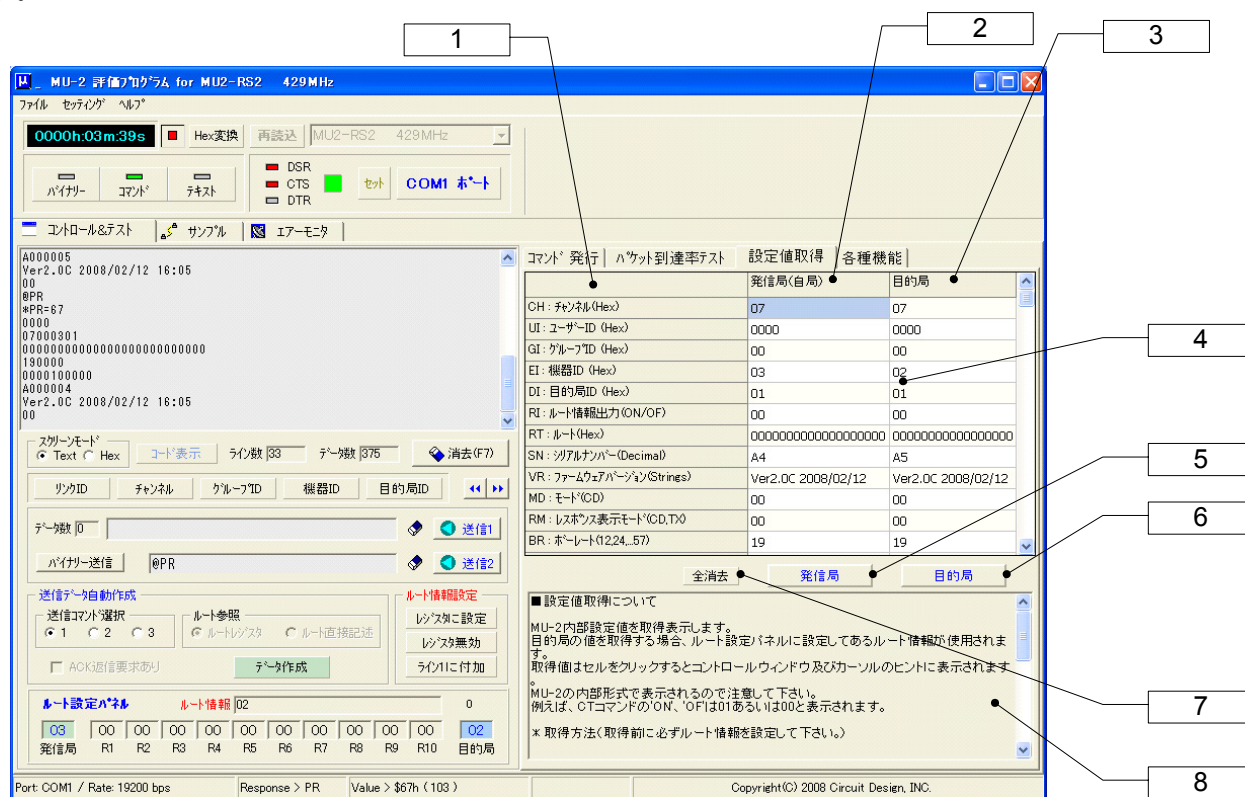 1
2
3
MU-2 評価ﾌﾟﾛｸﾞﾗﾑ for MU2-RS2 429MHz
ﾌｧｲﾙ ｾｯﾃｨﾝｸﾞ ﾍﾙﾌﾟ
0000h:03m:39s Hex変換 再読込 MU2-RS2 429MHz
ﾊﾞｲﾅﾘｰ ｺﾏﾝﾄﾞ ﾃｷｽﾄ
DSR
CTS
DTR
ｾｯﾄ COM1 ﾎﾟｰﾄ
ｺﾝﾄﾛｰﾙ&ﾃｽﾄ ｻﾝﾌﾟﾙ ｴｱｰﾓﾆﾀ
A000005
Ver2.0C 2008/02/12 16:05
00
@PR
*PR=67
0000
07000301
00000000000000000000000000
190000
0000100000
A000004
Ver2.0C 2008/02/12 16:05
00
ｽｸﾘｰﾝﾓｰﾄﾞ
Text Hex ｺｰﾄﾞ表示 ﾗｲﾝ数 33 ﾃﾞｰﾀ数 375 消去(F7)
ﾘﾝｸID ﾁｬﾝﾈﾙ ｸﾞﾙｰﾌﾟID 機器ID 目的局ID
ﾃﾞｰﾀ数 0 送信1
ﾊﾞｲﾅﾘｰ送信 @PR 送信2
送信ﾃﾞｰﾀ自動作成
送信ｺﾏﾝﾄﾞ選択
1 2 3
ﾙｰﾄ参照
ﾙｰﾄﾚｼﾞｽﾀ ﾙｰﾄ直接記述
ACK返信要求あり ﾃﾞｰﾀ作成
ﾙｰﾄ情報設定
ﾚｼﾞｽﾀに設定
ﾚｼﾞｽﾀ無効
ﾗｲﾝ1に付加
ﾙｰﾄ設定ﾊﾟﾈﾙ ﾙｰﾄ情報 02 0
03 00 00 00 00 00 00 00 00 00 00 02
発信局 R1 R2 R3 R4 R5 R6 R7 R8 R9 R10 目的局
ｺﾏﾝﾄﾞ発行 ﾊﾟｹｯﾄ到達率ﾃｽﾄ 設定値取得 各種機能
発信局(自局) 目的局
CH : ﾁｬﾝﾈﾙ(Hex) 07 07
UI : ﾕｰｻﾞｰID (Hex) 0000 0000
GI : ｸﾞﾙｰﾌﾟID (Hex) 00 00
EI : 機器ID (Hex) 03 02
DI : 目的局ID (Hex) 01 01
RI : ﾙｰﾄ情報出力(ON/OF) 00 00
RT : ﾙｰﾄ(Hex) 0000000000000000000 0000000000000000
SN : ｼﾘｱﾙﾅﾝﾊﾞｰ(Decimal) A4 A5
VR : ﾌｧｰﾑｳｪｱﾊﾞｰｼﾞｮﾝ(Strings) Ver2.0C 2008/02/12 Ver2.0C 2008/02/12
MD : ﾓｰﾄﾞ(CD) 00 00
RM : ﾚｽﾎﾟﾝｽ表示ﾓｰﾄﾞ(CD,TX) 00 00
BR : ﾎﾞｰﾚｰﾄ(12,24,..57) 19 19
全消去 発信局 目的局
■設定値取得について
MU-2内部設定値を取得表示します。
目的局の値を取得する場合、ルート設定パネルに設定してあるルート情報が使用されま
す。
取得値はセルをクリックするとコントロールウィンドウ及びカーソルのヒントに表示されます
。
MU-2の内部形式で表示されるので注意して下さい。
例えば、CTコマンドの'ON'、'OF'は01あるいは00と表示されます。
* 取得方法(取得前に必ずルート情報を設定して下さい。)
Port: COM1 / Rate: 19200 bps Response > PR Value > $67h ( 103 ) Copyright(C) 2008 Circuit Design, INC.
4
5
6
7
8